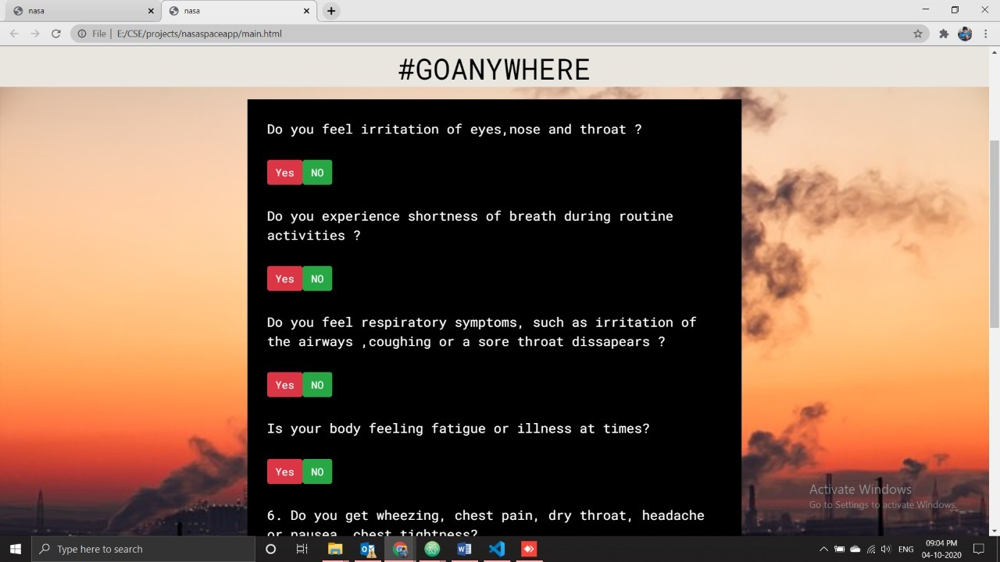 nasa
nasa
File | E:/CSE/projects/nasaspaceapp/main.html
#GOANYWHERE
Do you feel irritation of eyes,nose and throat ?
Yes NO
Do you experience shortness of breath during routine
activities ?
Yes NO
Do you feel respiratory symptoms, such as irritation of
the airways ,coughing or a sore throat dissapears ?
Yes NO
Is your body feeling fatigue or illness at times?
Yes NO
6. Do you get wheezing, chest pain, dry throat, headache
or nausea, chest tightness?
Activate Windows
Go to Settings to activate Windows.
Type here to search
ENG
09:04 PM
04-10-2020